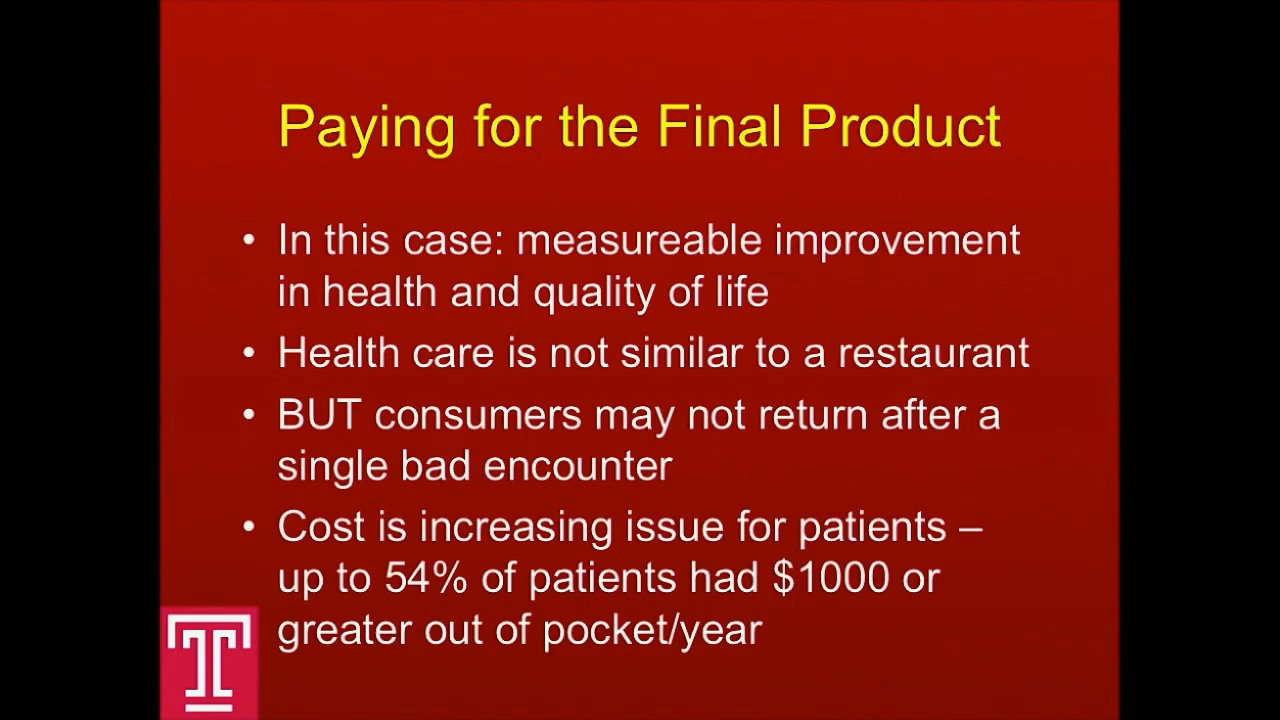 Paying for the Final Product
• In this case: measureable improvement
in health and quality of life
• Health care is not similar to a restaurant
• BUT consumers may not return after a
single bad encounter
• Cost is increasing issue for patients –
up to 54% of patients had $1000 or
greater out of pocket/year
T